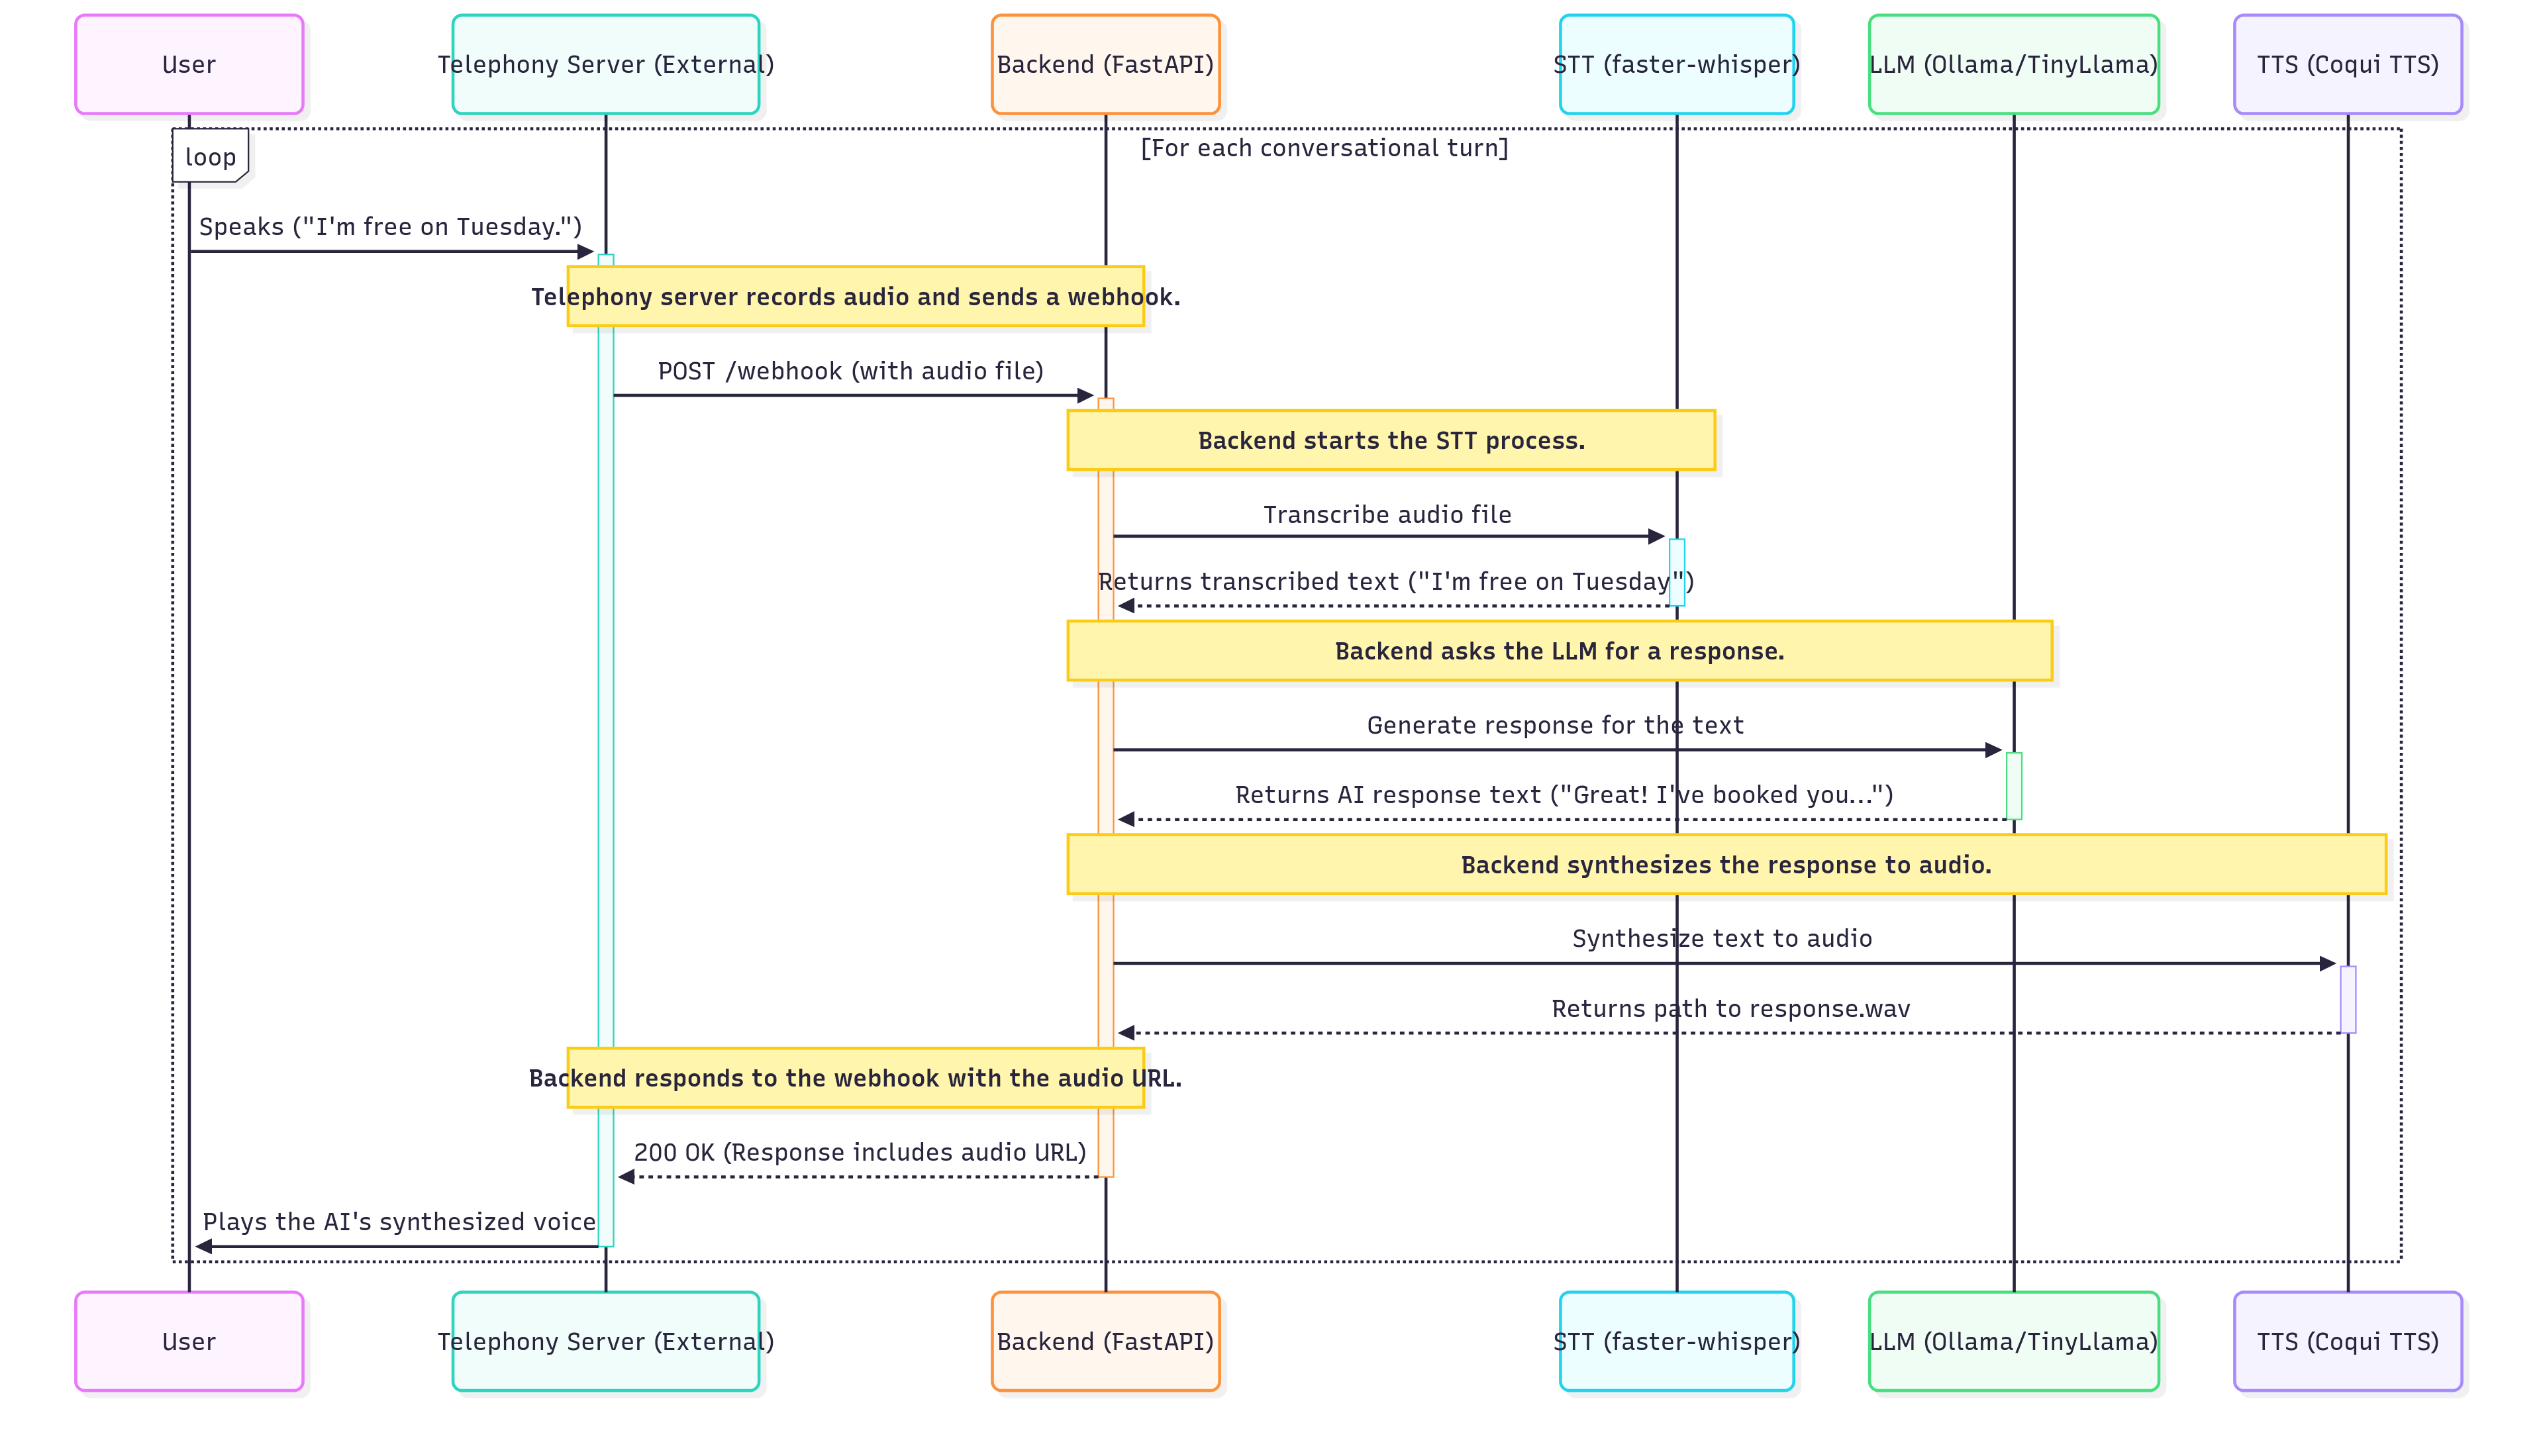 User
Telephony Server (External)
Backend (FastAPI)
STT (faster-whisper)
LLM (Ollama/TinyLlama)
TTS (Coqui TTS)
loop
[For each conversational turn]
Speaks ("I'm free on Tuesday.")
Telephony server records audio and sends a webhook.
POST /webhook (with audio file)
Backend starts the STT process.
Transcribe audio file
Returns transcribed text ("I'm free on Tuesday")
Backend asks the LLM for a response.
Generate response for the text
Returns AI response text ("Great! I've booked you...")
Backend synthesizes the response to audio.
Synthesize text to audio
Returns path to response.wav
Backend responds to the webhook with the audio URL.
200 OK (Response includes audio URL)
Plays the AI's synthesized voice
User
Telephony Server (External)
Backend (FastAPI)
STT (faster-whisper)
LLM (Ollama/TinyLlama)
TTS (Coqui TTS)